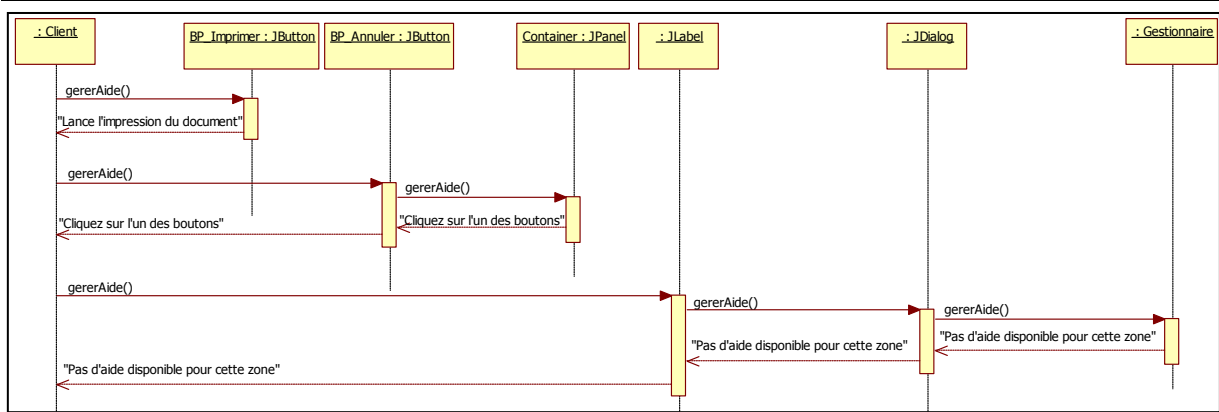 : Client
BP_Imprimer : JButton
BP_Annuler : JButton
Container : JPanel
: JLabel
: JDialog
: Gestionnaire
gererAide()
"Lance l'impression du document"
gererAide()
gererAide()
"Cliquez sur l'un des boutons"
"Cliquez sur l'un des boutons"
gererAide()
gererAide()
gererAide()
"Pas d'aide disponible pour cette zone"
"Pas d'aide disponible pour cette zone"
"Pas d'aide disponible pour cette zone"